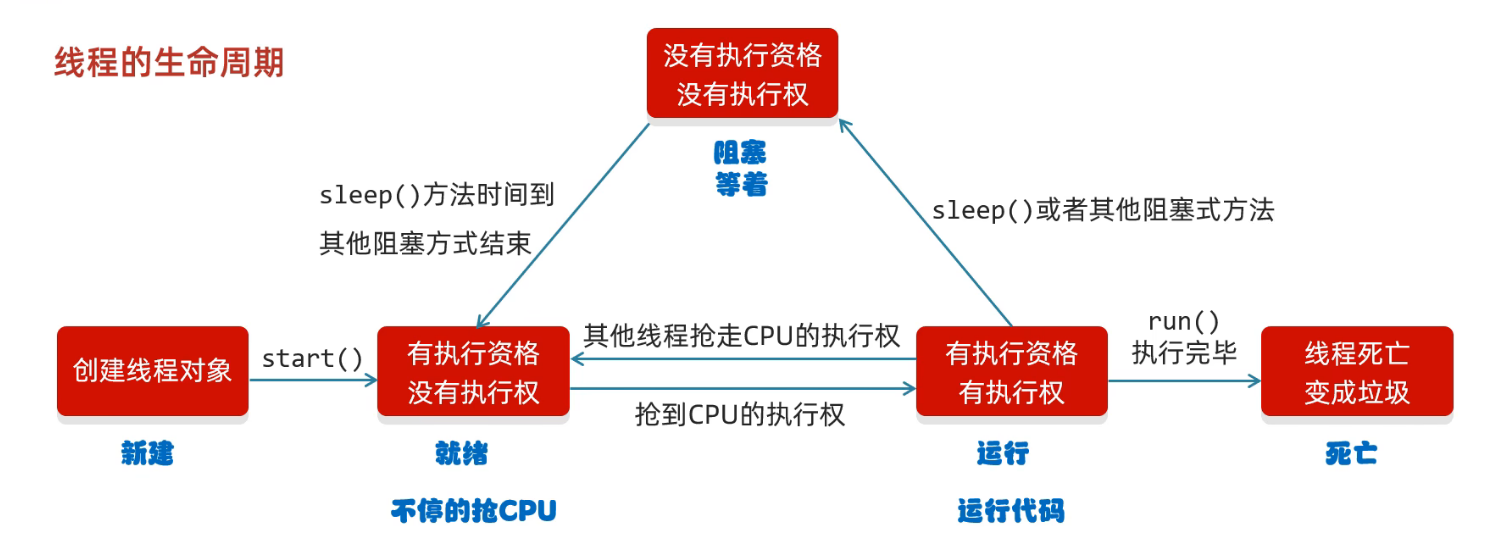 线程的生命周期
没有执行资格
没有执行权
阻塞
等着
sleep()方法时间到
其他阻塞方式结束
sleep()或者其他阻塞式方法
创建线程对象
新建
start()
有执行资格
没有执行权
就绪
不停的抢CPU
其他线程抢走CPU的执行权
抢到CPU的执行权
有执行资格
有执行权
运行
运行代码
run()
执行完毕
线程死亡
变成垃圾
死亡